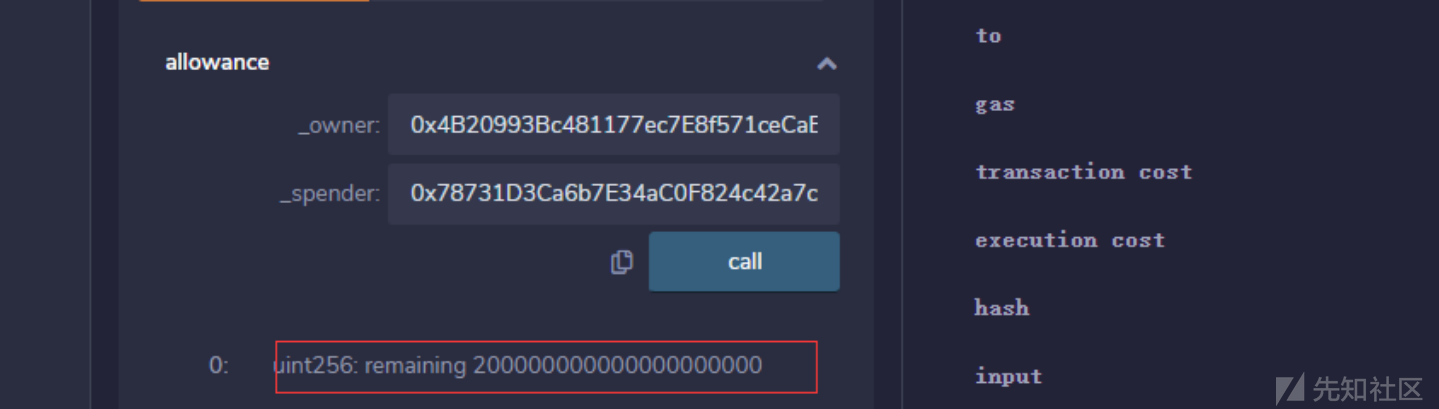 allowance
_owner: 0x4B20993Bc481177ec7E8f571ceCaE
_spender: 0x78731D3Ca6b7E34aC0F824c42a7c
call
0: uint256: remaining 2000000000000000000000
to
gas
transaction cost
execution cost
hash
input
先知社区